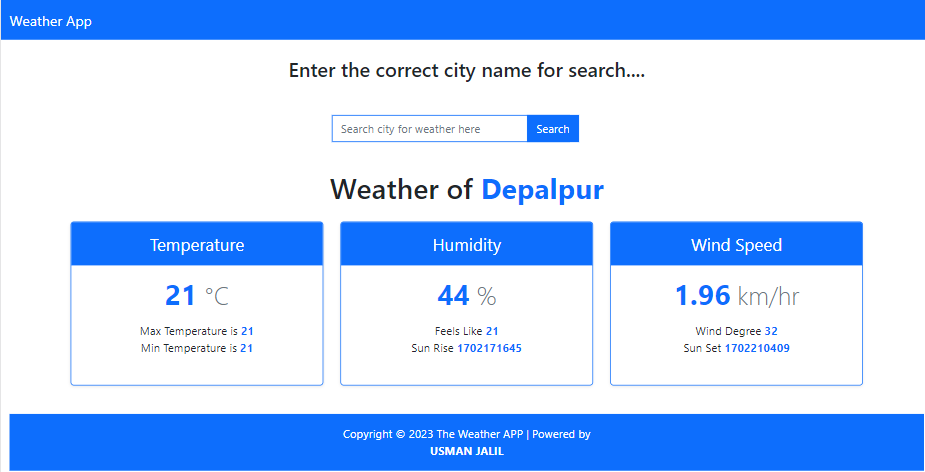 Weather App
Enter the correct city name for search....
Search city for weather here
Search
Weather of Depalpur
Temperature
21 °C
Max Temperature is 21
Min Temperature is 21
Humidity
44 %
Feels Like 21
Sun Rise 1702171645
Wind Speed
1.96 km/hr
Wind Degree 32
Sun Set 1702210409
Copyright © 2023 The Weather APP | Powered by
USMAN JALIL